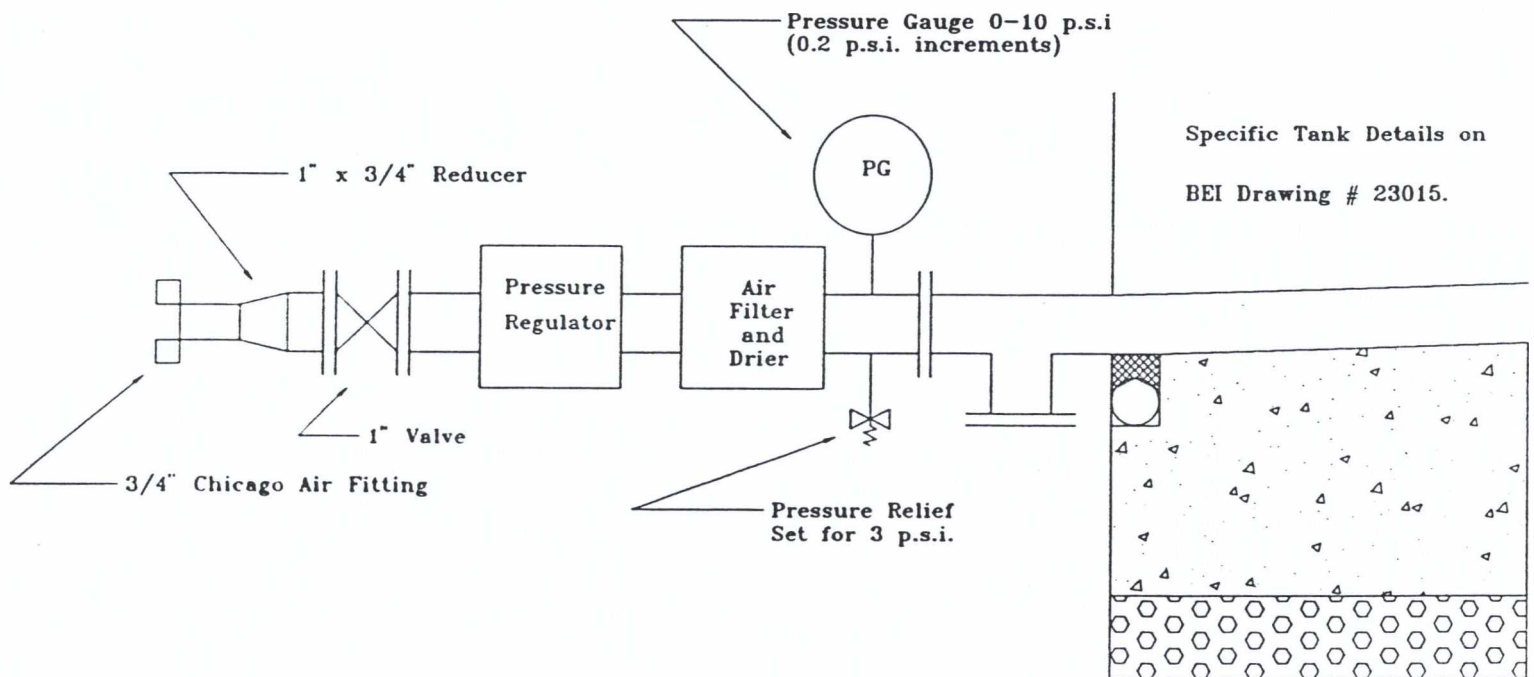 Pressure Gauge 0-10 p.s.i
(0.2 p.s.i. increments)
Specific Tank Details on
BEI Drawing # 23015.
1" x 3/4" Reducer
PG
Pressure
Regulator
Air
Filter
and
Drier
1" Valve
3/4" Chicago Air Fitting
Pressure Relief
Set for 3 p.s.i.